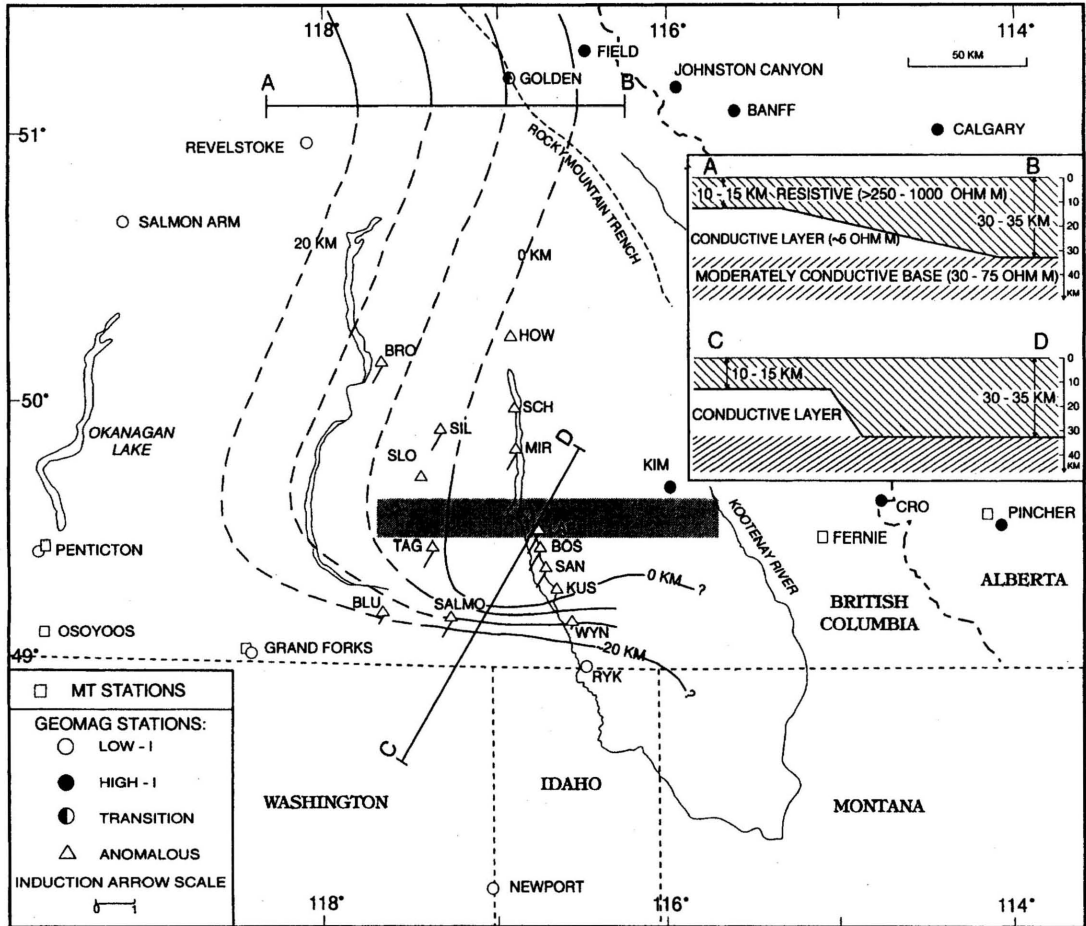 118°
116°
114°
FIELD
50 KM
GOLDEN
JOHNSTON CANYON
A
B
BANFF
51°
CALGARY
REVELSTOKE
ROCKY MOUNTAIN TRENCH
A
B
0
10 - 15 KM RESISTIVE (>250 - 1000 OHM M)
10
SALMON ARM
30 - 35 KM
20
20 KM
0 KM
CONDUCTIVE LAYER (~5 OHM M)
30
MODERATELY CONDUCTIVE BASE (30 - 75 OHM M)
40
KM
HOW
BRO
C
D
0
10 - 15 KM
10
50°
SCH
30 - 35 KM
20
OKANAGAN
LAKE
SIL
CONDUCTIVE LAYER
30
MIR
D
40
KM
SLO
KIM
CRO
PINCHER
KOOTENAY RIVER
PENTICTON
TAG
BOS
FERNIE
SAN
ALBERTA
KUS
0 KM
?
BLU
SALMO
BRITISH
COLUMBIA
WYN
OSOYOOS
GRAND FORKS
-20 KM
49°
RYK
?
MT STATIONS
GEOMAG STATIONS:
LOW - I
HIGH - I
TRANSITION
ANOMALOUS
INDUCTION ARROW SCALE
0 1
C
WASHINGTON
IDAHO
MONTANA
NEWPORT
118°
116°
114°